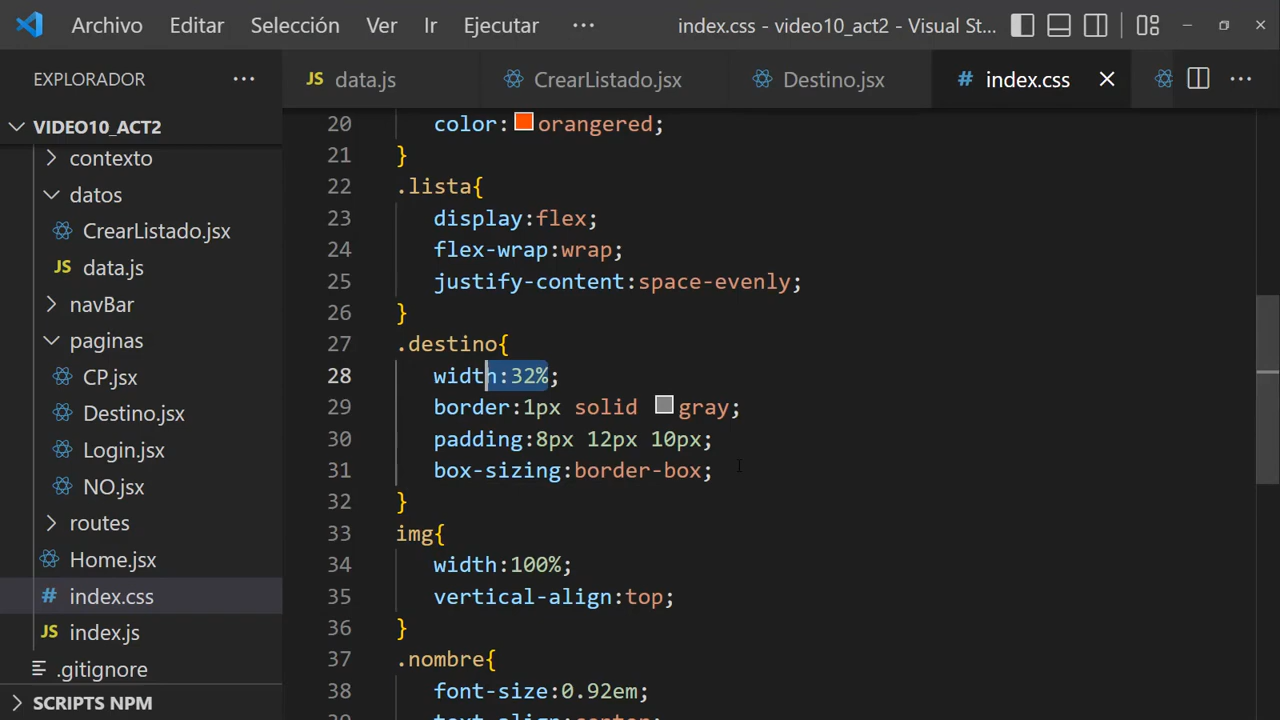 Archivo Editar Selección Ver Ir Ejecutar ··· index.css - video10_act2 - Visual St...
EXPLORADOR ···
JS data.js CrearListado.jsx Destino.jsx # index.css ···
VIDEO10_ACT2
contexto
datos
CrearListado.jsx
JS data.js
navBar
paginas
CP.jsx
Destino.jsx
Login.jsx
NO.jsx
routes
Home.jsx
# index.css
JS index.js
.gitignore
SCRIPTS NPM
20 color:orangered;
21 }
22 .lista{
23 display:flex;
24 flex-wrap:wrap;
25 justify-content:space-evenly;
26 }
27 .destino{
28 width:32%;
29 border:1px solid gray;
30 padding:8px 12px 10px;
31 box-sizing:border-box;
32 }
33 img{
34 width:100%;
35 vertical-align:top;
36 }
37 .nombre{
38 font-size:0.92em;
39 text-align:center;